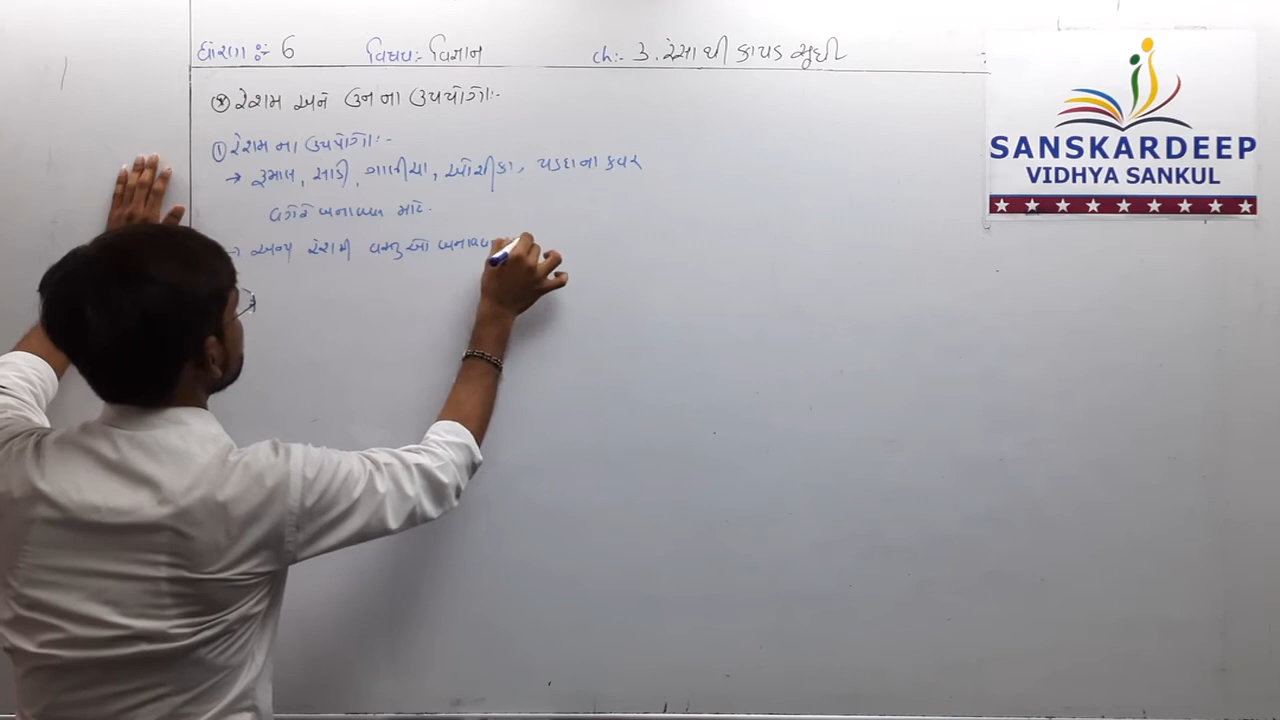 ધોરણ :- 6 વિષય:- વિજ્ઞાન ch:- 3. રેસાથી કાપડ સુધી
* રેશમ અને ઉન ના ઉપયોગો:-
① રેશમ ના ઉપયોગો:-
→ રૂમાલ, સાડી, ગાલીચા, ઓશીકા, પડદાના કવર
વગેરે બનાવવા માટે.
→ અન્ય રેશમી વસ્તુઓ બનાવવા
SANSKARDEEP
VIDHYA SANKUL